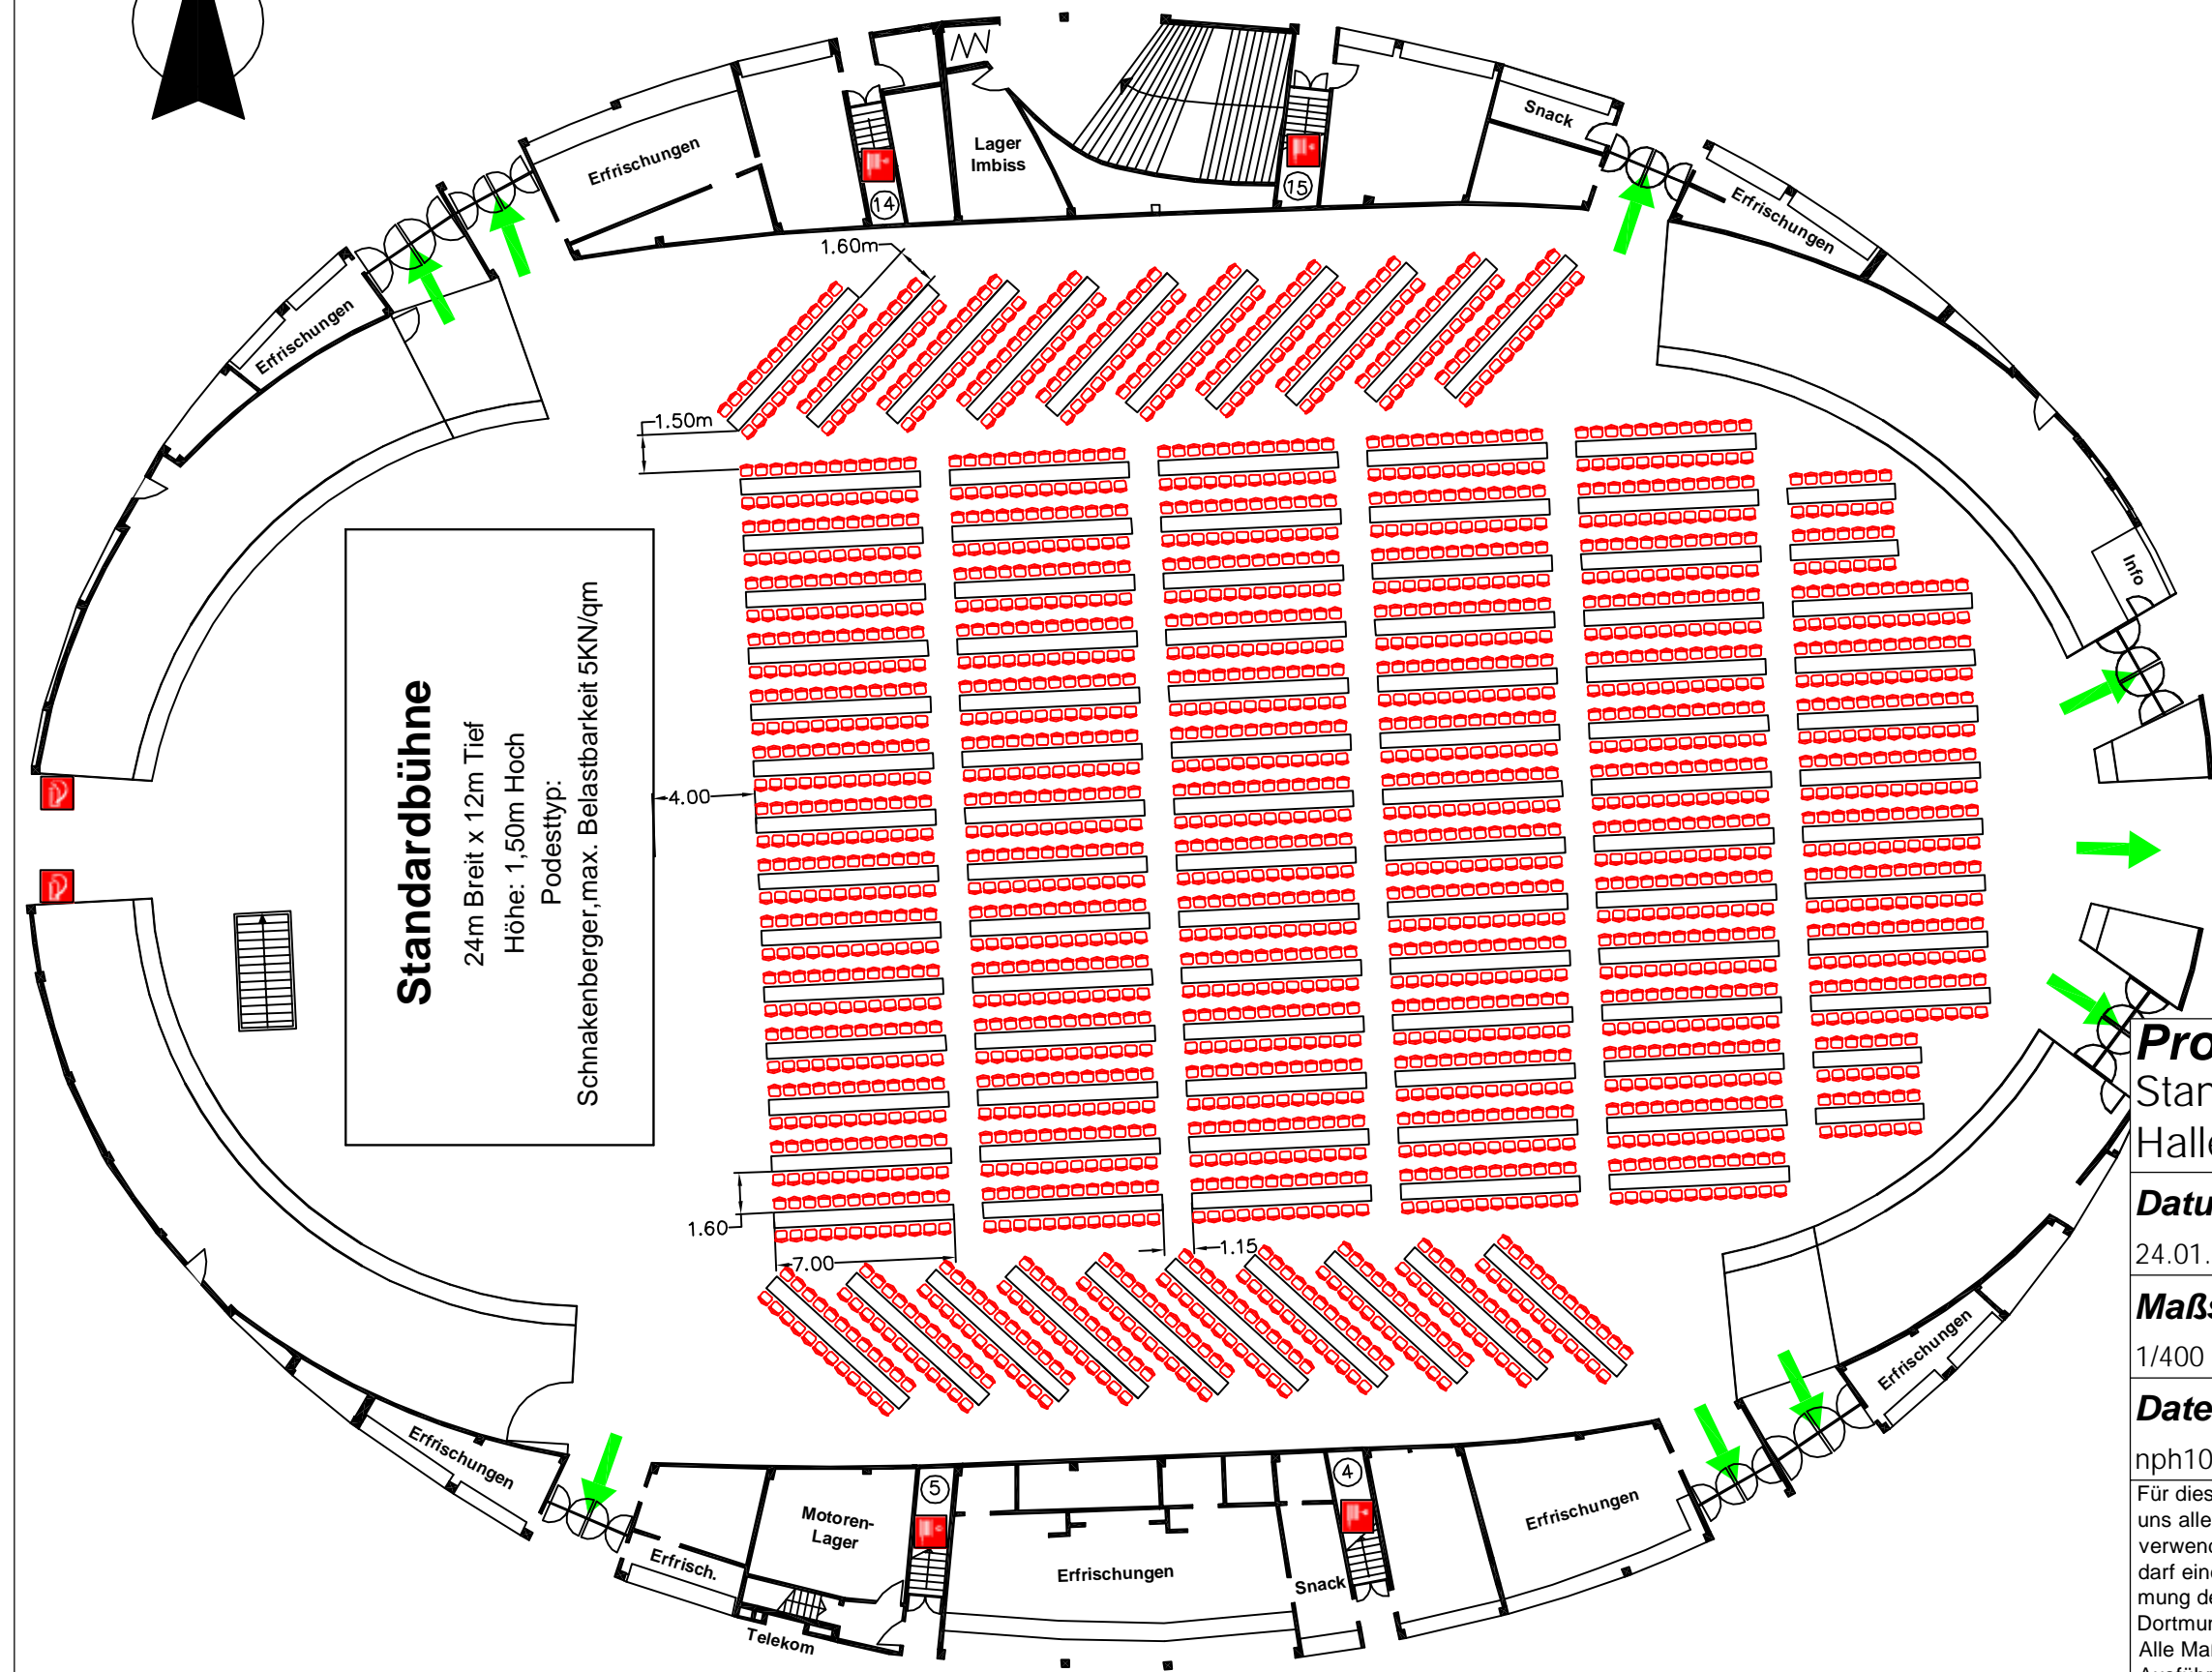 Erfrischungen
Lager
Imbiss
Snack
14
15
Erfrischungen
1.60m
Erfrischungen
1.50m
Info
Standardbühne
24m Breit x 12m Tief
Höhe: 1,50m Hoch
Podesttyp:
Schnakenberger,max. Belastbarkeit 5KN/qm
4.00
1.60
7.00
1.15
Erfrischungen
Erfrischungen
5
4
Motoren-
Lager
Erfrischungen
Erfrisch.
Erfrischungen
Snack
Telekom
Pro
Stan
Halle
Datu
24.01.
Maßs
1/400
Date
nph10
Für dies
uns alle
verwend
darf eine
mung de
Dortmun
Alle Ma